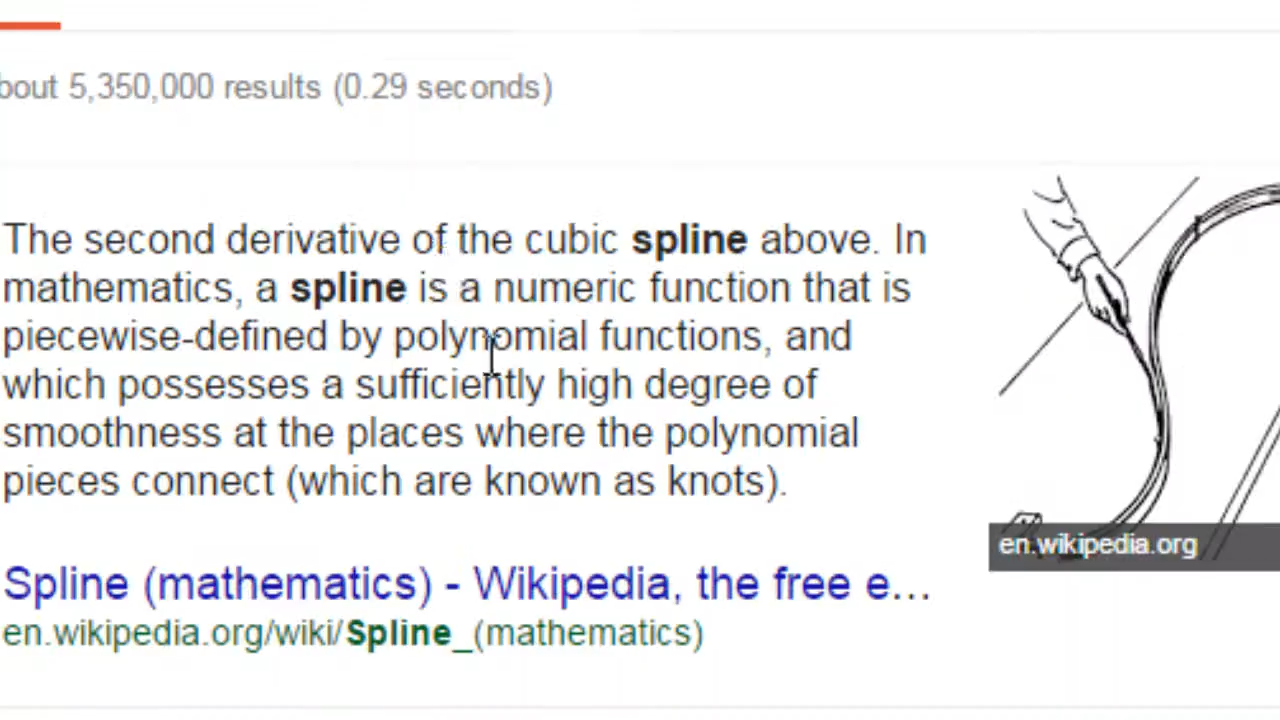 bout 5,350,000 results (0.29 seconds)
The second derivative of the cubic spline above. In
mathematics, a spline is a numeric function that is
piecewise-defined by polynomial functions, and
which possesses a sufficiently high degree of
smoothness at the places where the polynomial
pieces connect (which are known as knots).
en.wikipedia.org
Spline (mathematics) - Wikipedia, the free e...
en.wikipedia.org/wiki/Spline_(mathematics)